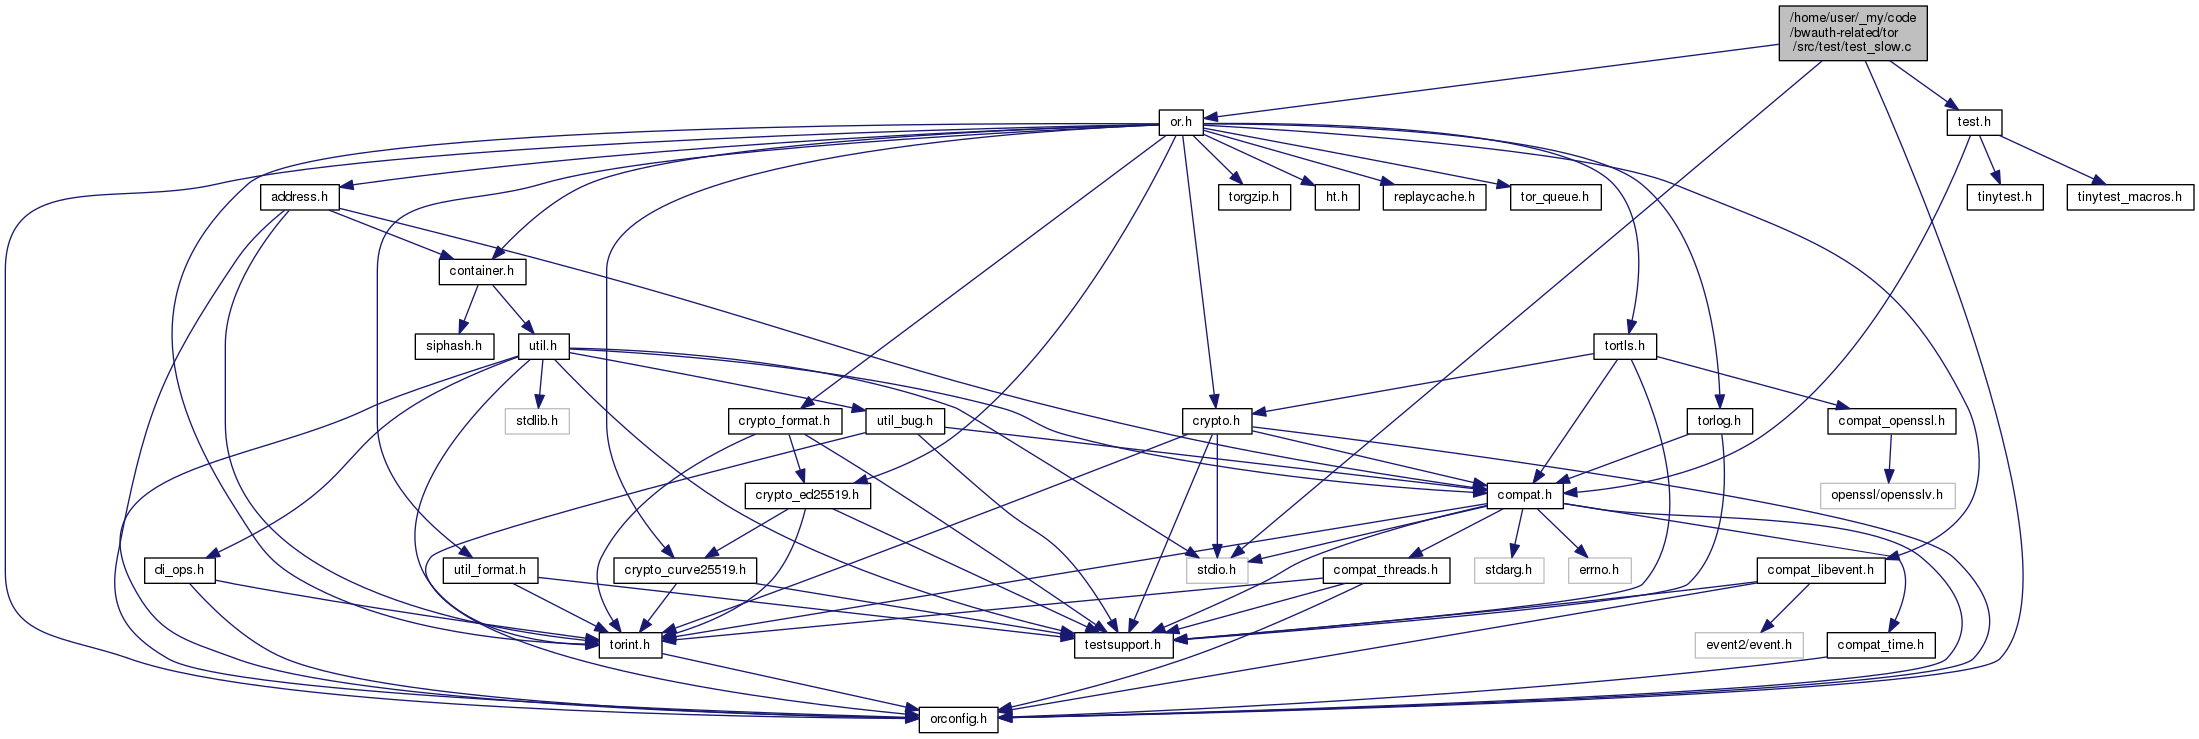 /home/user/_my/code
/bwauth-related/tor
/src/test/test_slow.c
or.h
test.h
address.h
torgzip.h
ht.h
replaycache.h
tor_queue.h
tinytest.h
tinytest_macros.h
container.h
siphash.h
util.h
tortls.h
stdlib.h
crypto_format.h
util_bug.h
crypto.h
torlog.h
compat_openssl.h
crypto_ed25519.h
compat.h
openssl/opensslv.h
di_ops.h
util_format.h
crypto_curve25519.h
stdio.h
compat_threads.h
stdarg.h
errno.h
compat_libevent.h
torint.h
testsupport.h
event2/event.h
compat_time.h
orconfig.h